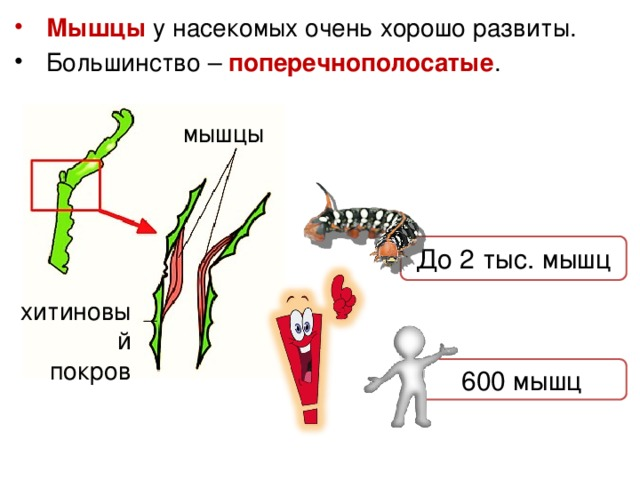 Мышцы у насекомых очень хорошо развиты.
Большинство – поперечнополосатые.
мышцы
До 2 тыс. мышц
хитиновы
й
покров
600 мышц